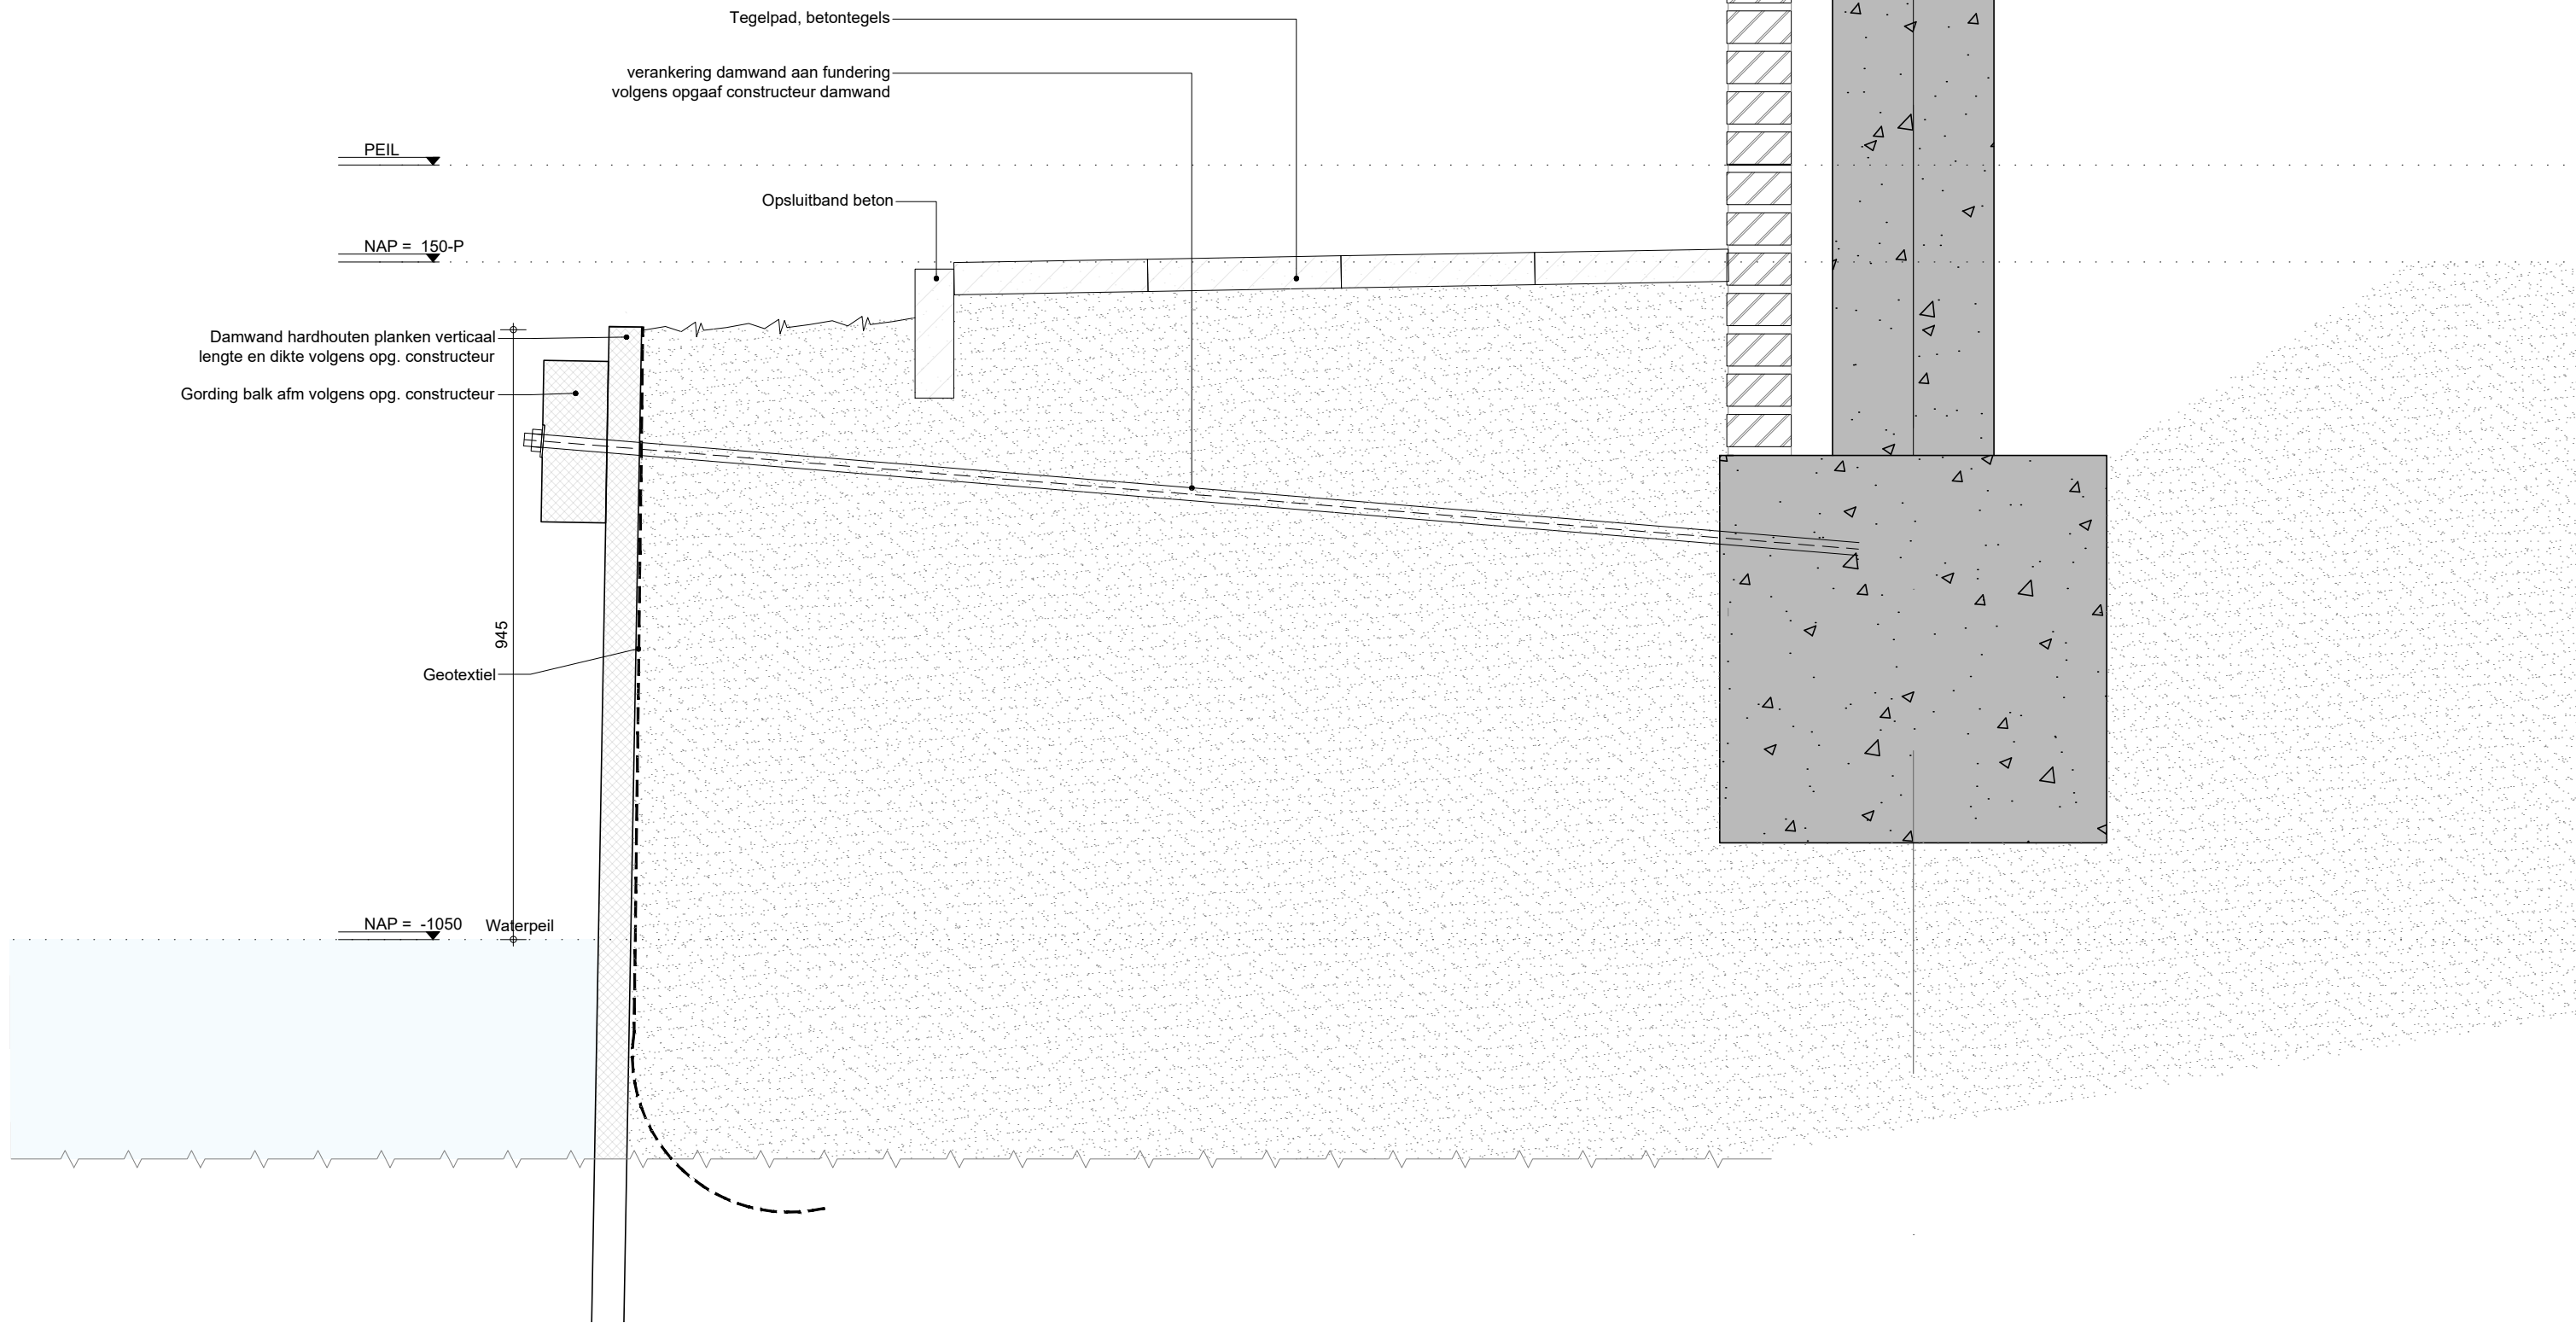 Tegelpad, betontegels
verankering damwand aan fundering
volgens opgaaf constructeur damwand
PEIL
Opsluitband beton
NAP =  150-P
Damwand hardhouten planken verticaal
lengte en dikte volgens opg. constructeur
Gording balk afm volgens opg. constructeur
945
Geotextiel
NAP =  -1050
Waterpeil